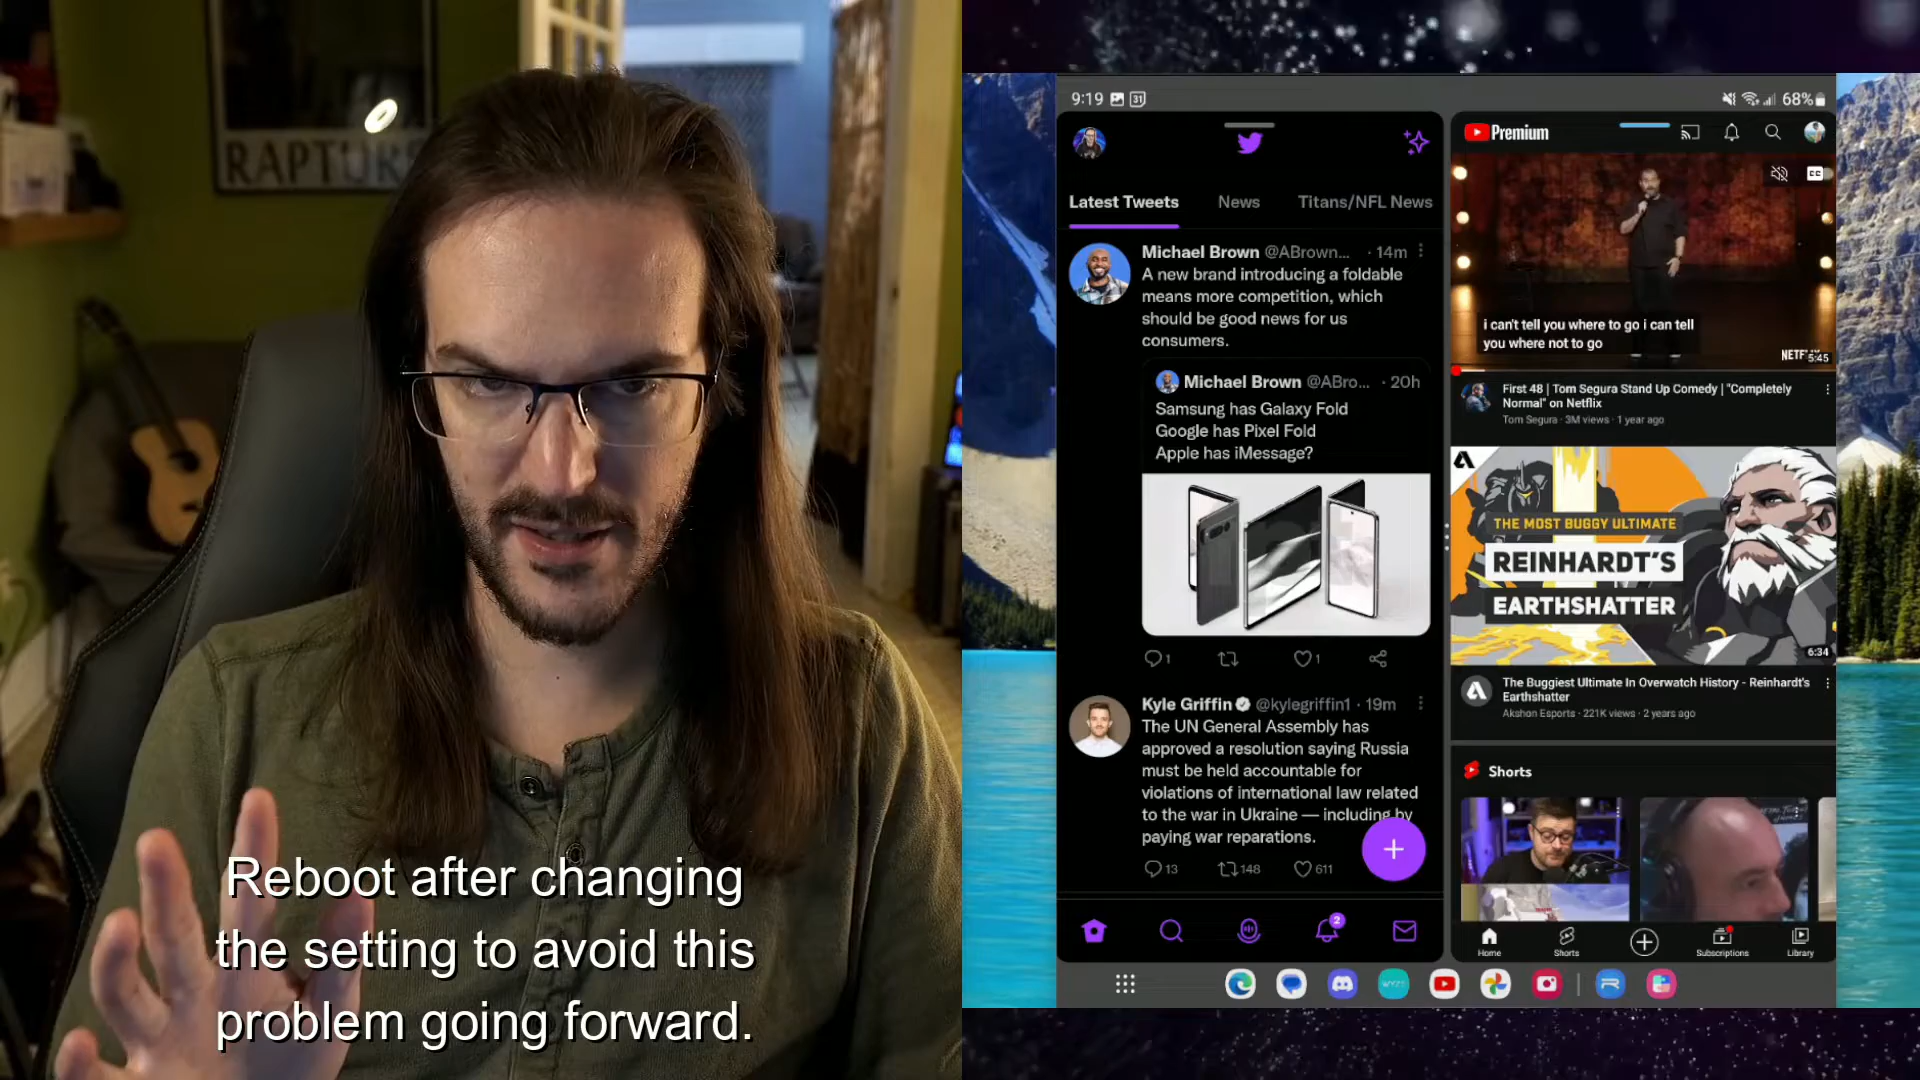 RAPTURE
Reboot after changing
the setting to avoid this
problem going forward.
9:19
31
68%
Latest Tweets
News
Titans/NFL News
Michael Brown @ABrown... · 14m
A new brand introducing a foldable
means more competition, which
should be good news for us
consumers.
Michael Brown @ABro... · 20h
Samsung has Galaxy Fold
Google has Pixel Fold
Apple has iMessage?
1
1
Kyle Griffin @kylegriffin1 · 19m
The UN General Assembly has
approved a resolution saying Russia
must be held accountable for
violations of international law related
to the war in Ukraine — including by
paying war reparations.
13
148
611
2
Premium
CC
i can't tell you where to go i can tell
you where not to go
5:45
First 48 | Tom Segura Stand Up Comedy | "Completely
Normal" on Netflix
Tom Segura · 3M views · 1 year ago
THE MOST BUGGY ULTIMATE
REINHARDT'S
EARTHSHATTER
6:34
The Buggiest Ultimate In Overwatch History - Reinhardt's
Earthshatter
Akshon Esports · 221K views · 2 years ago
Shorts
Home
Shorts
Subscriptions
Library
WYZE